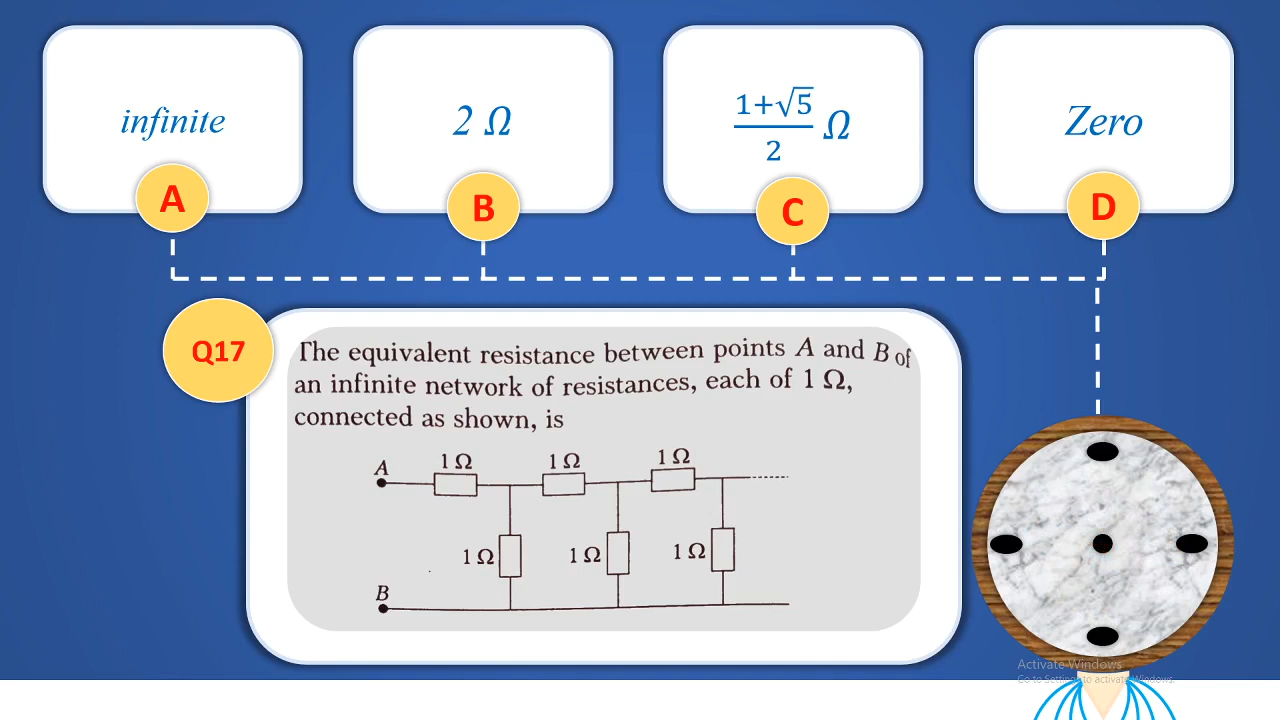 infinite
2 Ω
1+√5
2
Ω
Zero
A
B
C
D
Q17
The equivalent resistance between points A and B of
an infinite network of resistances, each of 1 Ω,
connected as shown, is
A
1 Ω
1 Ω
1 Ω
1 Ω
1 Ω
1 Ω
B
Activate Windows
Go to Settings to activate Windows.